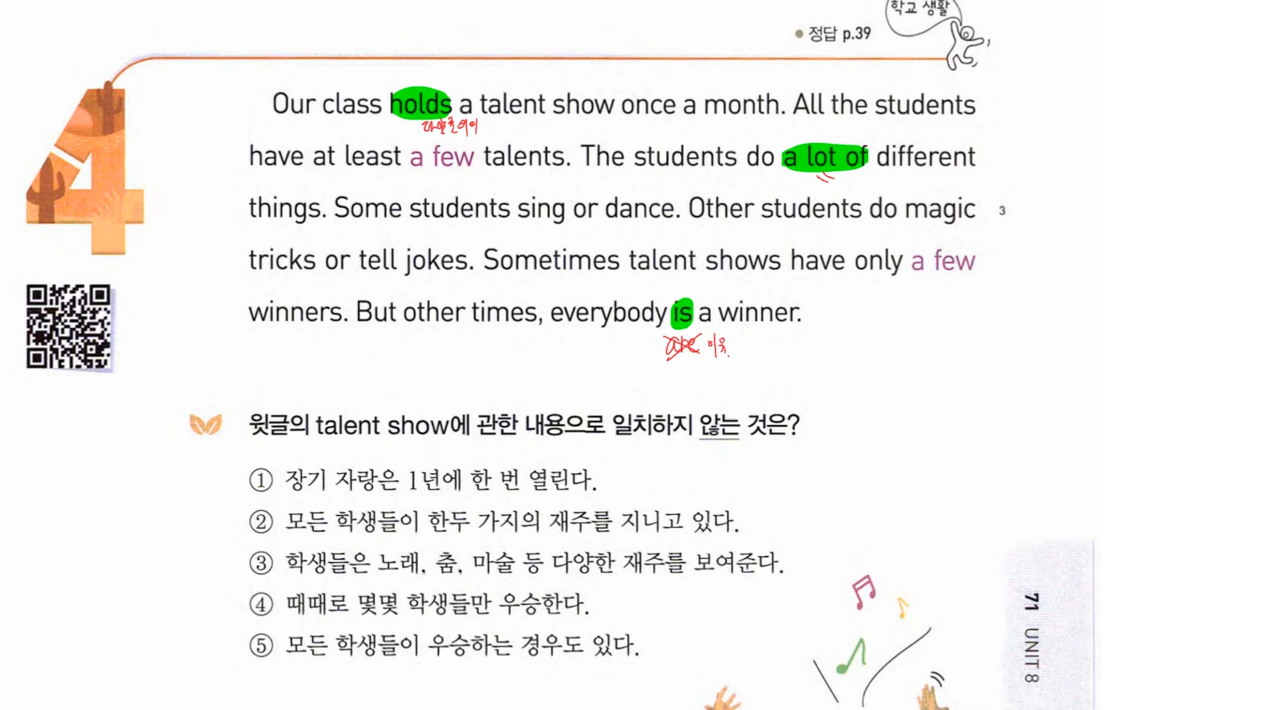 학교 생활
정답 p.39
4
Our class holds a talent show once a month. All the students
have at least a few talents. The students do a lot of different
things. Some students sing or dance. Other students do magic
3
tricks or tell jokes. Sometimes talent shows have only a few
winners. But other times, everybody is a winner.
are
윗글의 talent show에 관한 내용으로 일치하지 않는 것은?
① 장기 자랑은 1년에 한 번 열린다.
② 모든 학생들이 한두 가지의 재주를 지니고 있다.
③ 학생들은 노래, 춤, 마술 등 다양한 재주를 보여준다.
④ 때때로 몇몇 학생들만 우승한다.
⑤ 모든 학생들이 우승하는 경우도 있다.
71 UNIT 8